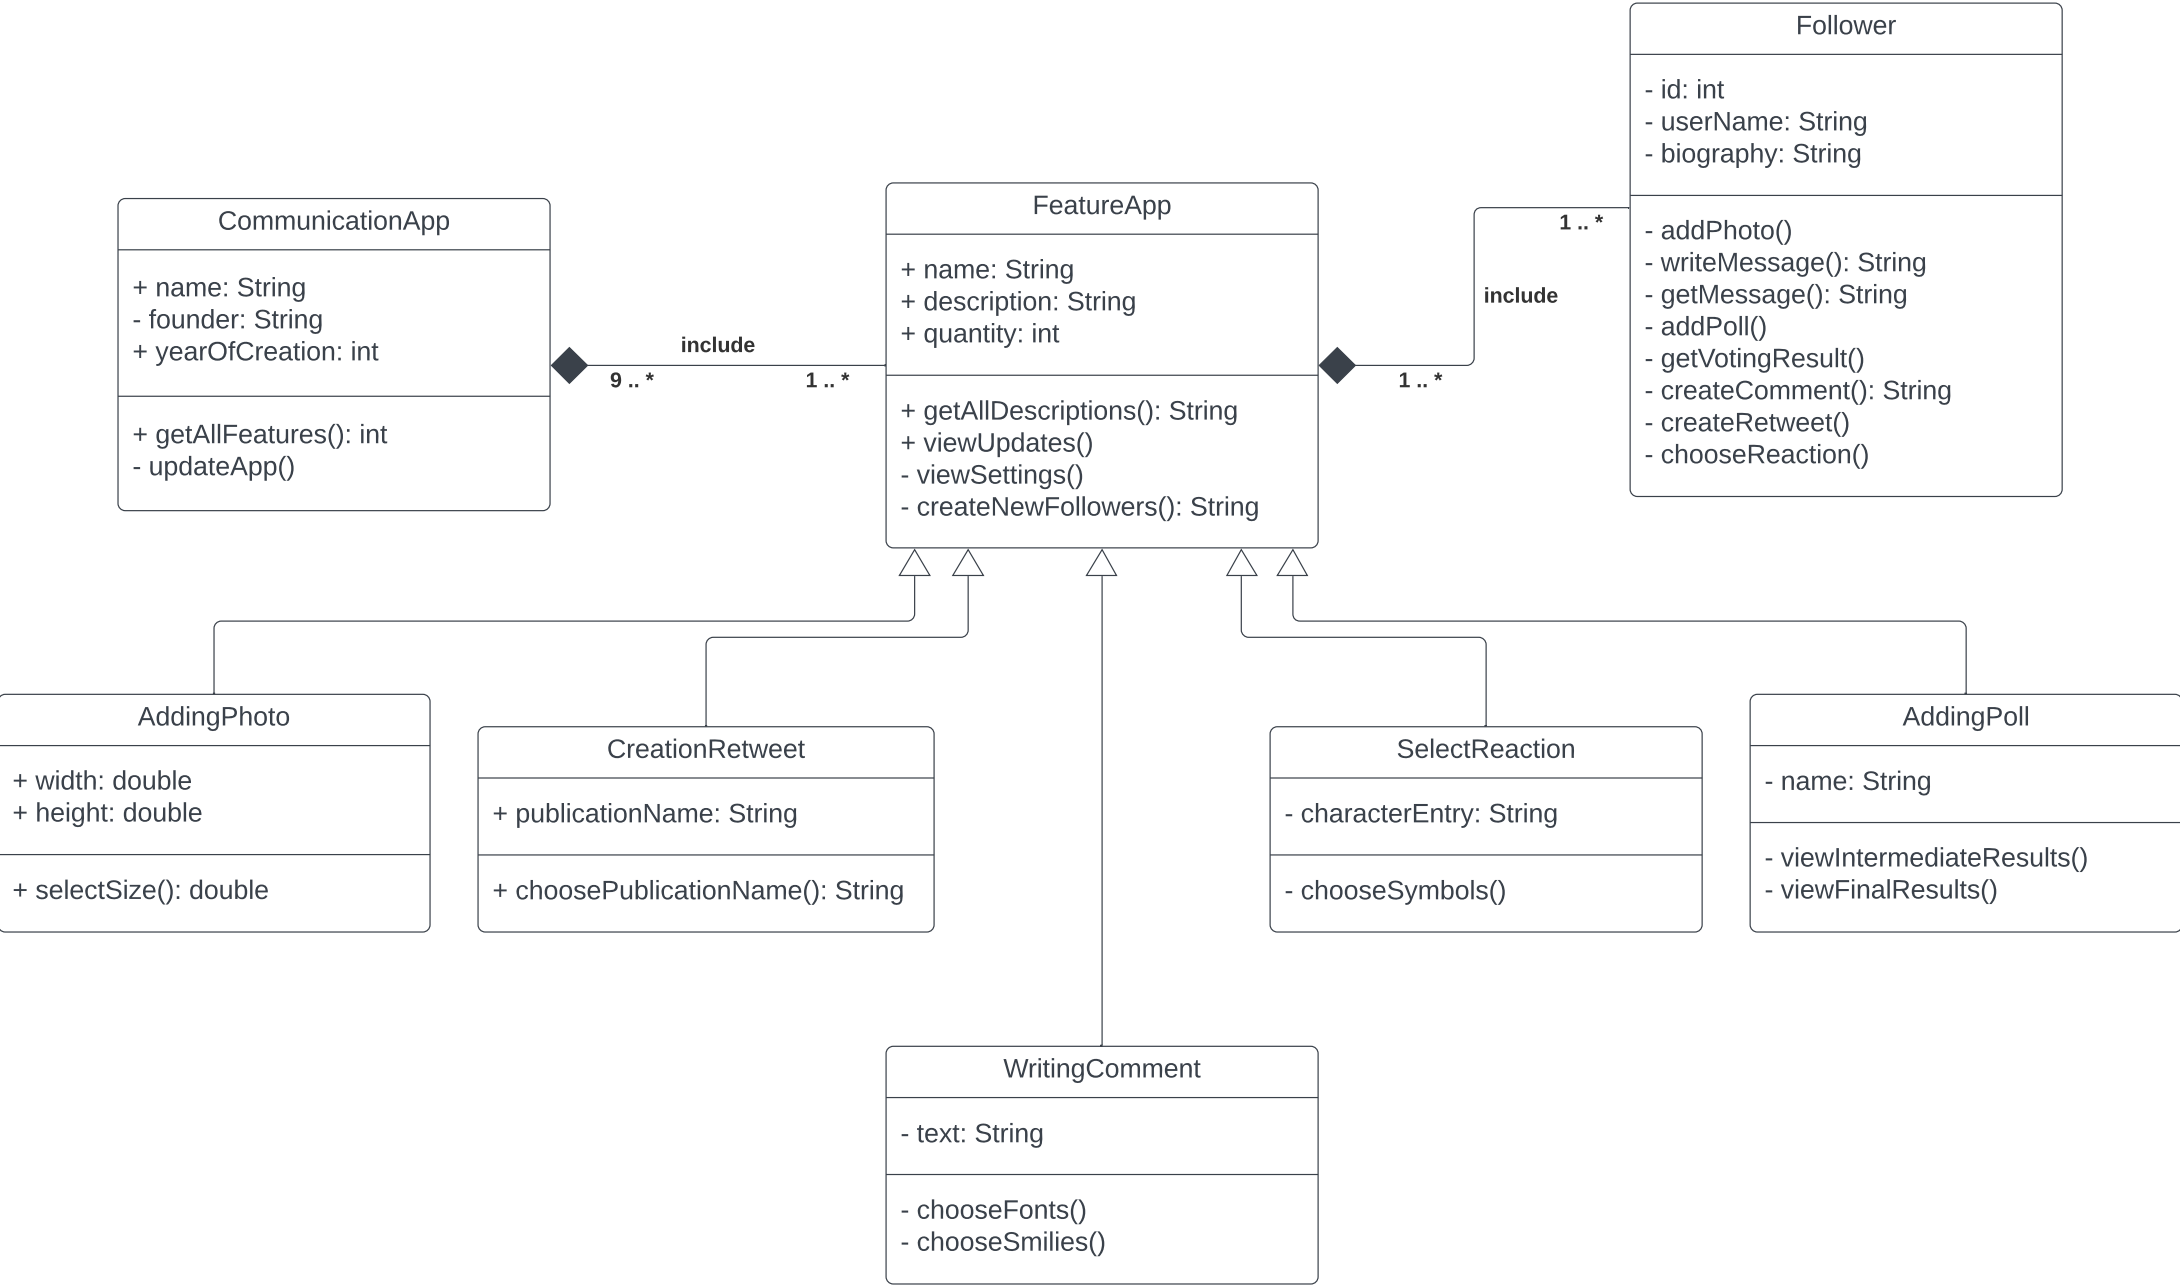 Follower
- id: int
- userName: String
- biography: String
- addPhoto()
- writeMessage(): String
- getMessage(): String
- addPoll()
- getVotingResult()
- createComment(): String
- createRetweet()
- chooseReaction()
CommunicationApp
+ name: String
- founder: String
+ yearOfCreation: int
+ getAllFeatures(): int
- updateApp()
include
9 .. *
1 .. *
FeatureApp
+ name: String
+ description: String
+ quantity: int
+ getAllDescriptions(): String
+ viewUpdates()
- viewSettings()
- createNewFollowers(): String
1 .. *
include
1 .. *
AddingPhoto
+ width: double
+ height: double
+ selectSize(): double
CreationRetweet
+ publicationName: String
+ choosePublicationName(): String
SelectReaction
- characterEntry: String
- chooseSymbols()
AddingPoll
- name: String
- viewIntermediateResults()
- viewFinalResults()
WritingComment
- text: String
- chooseFonts()
- chooseSmilies()